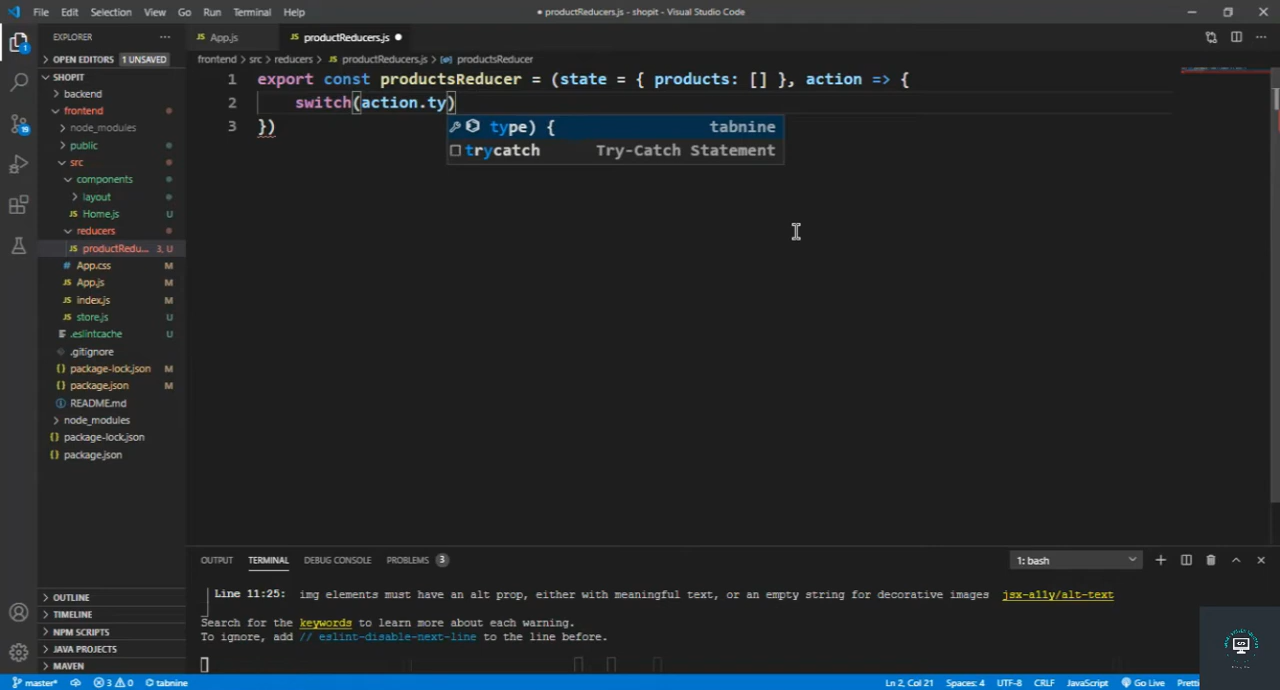 File Edit Selection View Go Run Terminal Help
● productReducers.js - shopit - Visual Studio Code
EXPLORER
App.js
productReducers.js
OPEN EDITORS 1 UNSAVED
frontend > src > reducers > productReducers.js > productsReducer
SHOPIT
1 export const productsReducer = (state = { products: [] }, action => {
backend
2 switch(action.ty)
frontend
3 })
type) { tabnine
node_modules
trycatch Try-Catch Statement
public
src
components
layout
Home.js U
reducers
productRedu... 3, U
App.css M
App.js M
index.js M
store.js U
.eslintcache U
.gitignore
package-lock.json M
package.json M
README.md
node_modules
package-lock.json
package.json
OUTPUT TERMINAL DEBUG CONSOLE PROBLEMS 3
1: bash
Line 11:25: img elements must have an alt prop, either with meaningful text, or an empty string for decorative images jsx-a11y/alt-text
Search for the keywords to learn more about each warning.
To ignore, add // eslint-disable-next-line to the line before.
OUTLINE
TIMELINE
NPM SCRIPTS
JAVA PROJECTS
MAVEN
master* 3 0 tabnine
Ln 2, Col 21 Spaces: 4 UTF-8 CRLF JavaScript Go Live Pretti